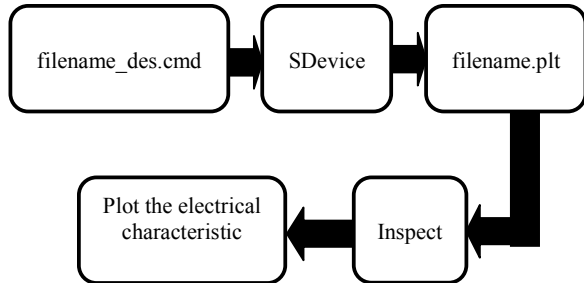 filename_des.cmd
SDevice
filename.plt
Plot the electrical
characteristic
Inspect